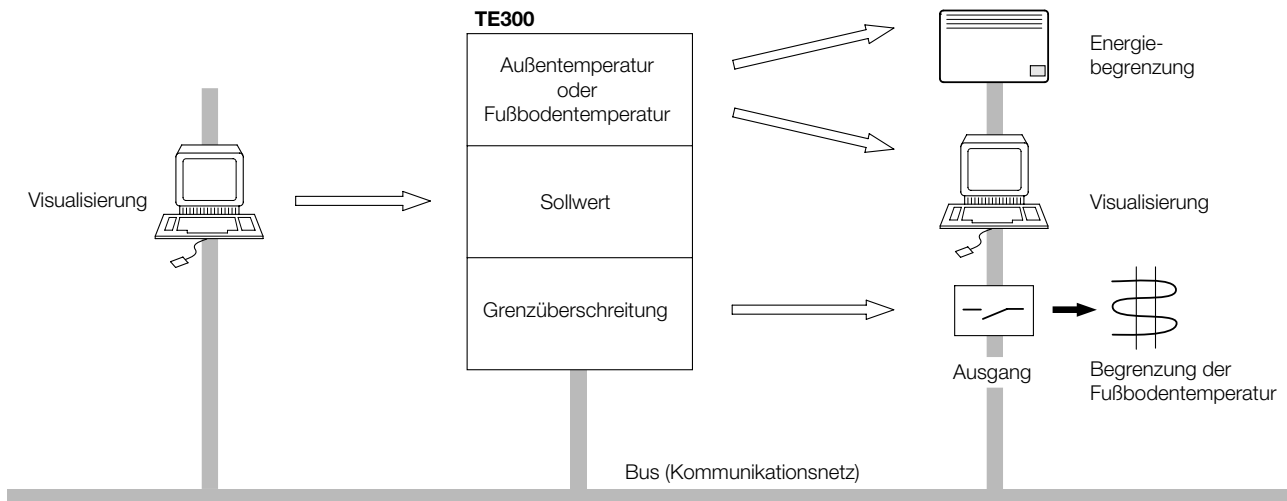 TE300
Außentemperatur
oder
Fußbodentemperatur
Sollwert
Grenzüberschreitung
Visualisierung
Energie-
begrenzung
Visualisierung
Ausgang
Begrenzung der
Fußbodentemperatur
Bus (Kommunikationsnetz)